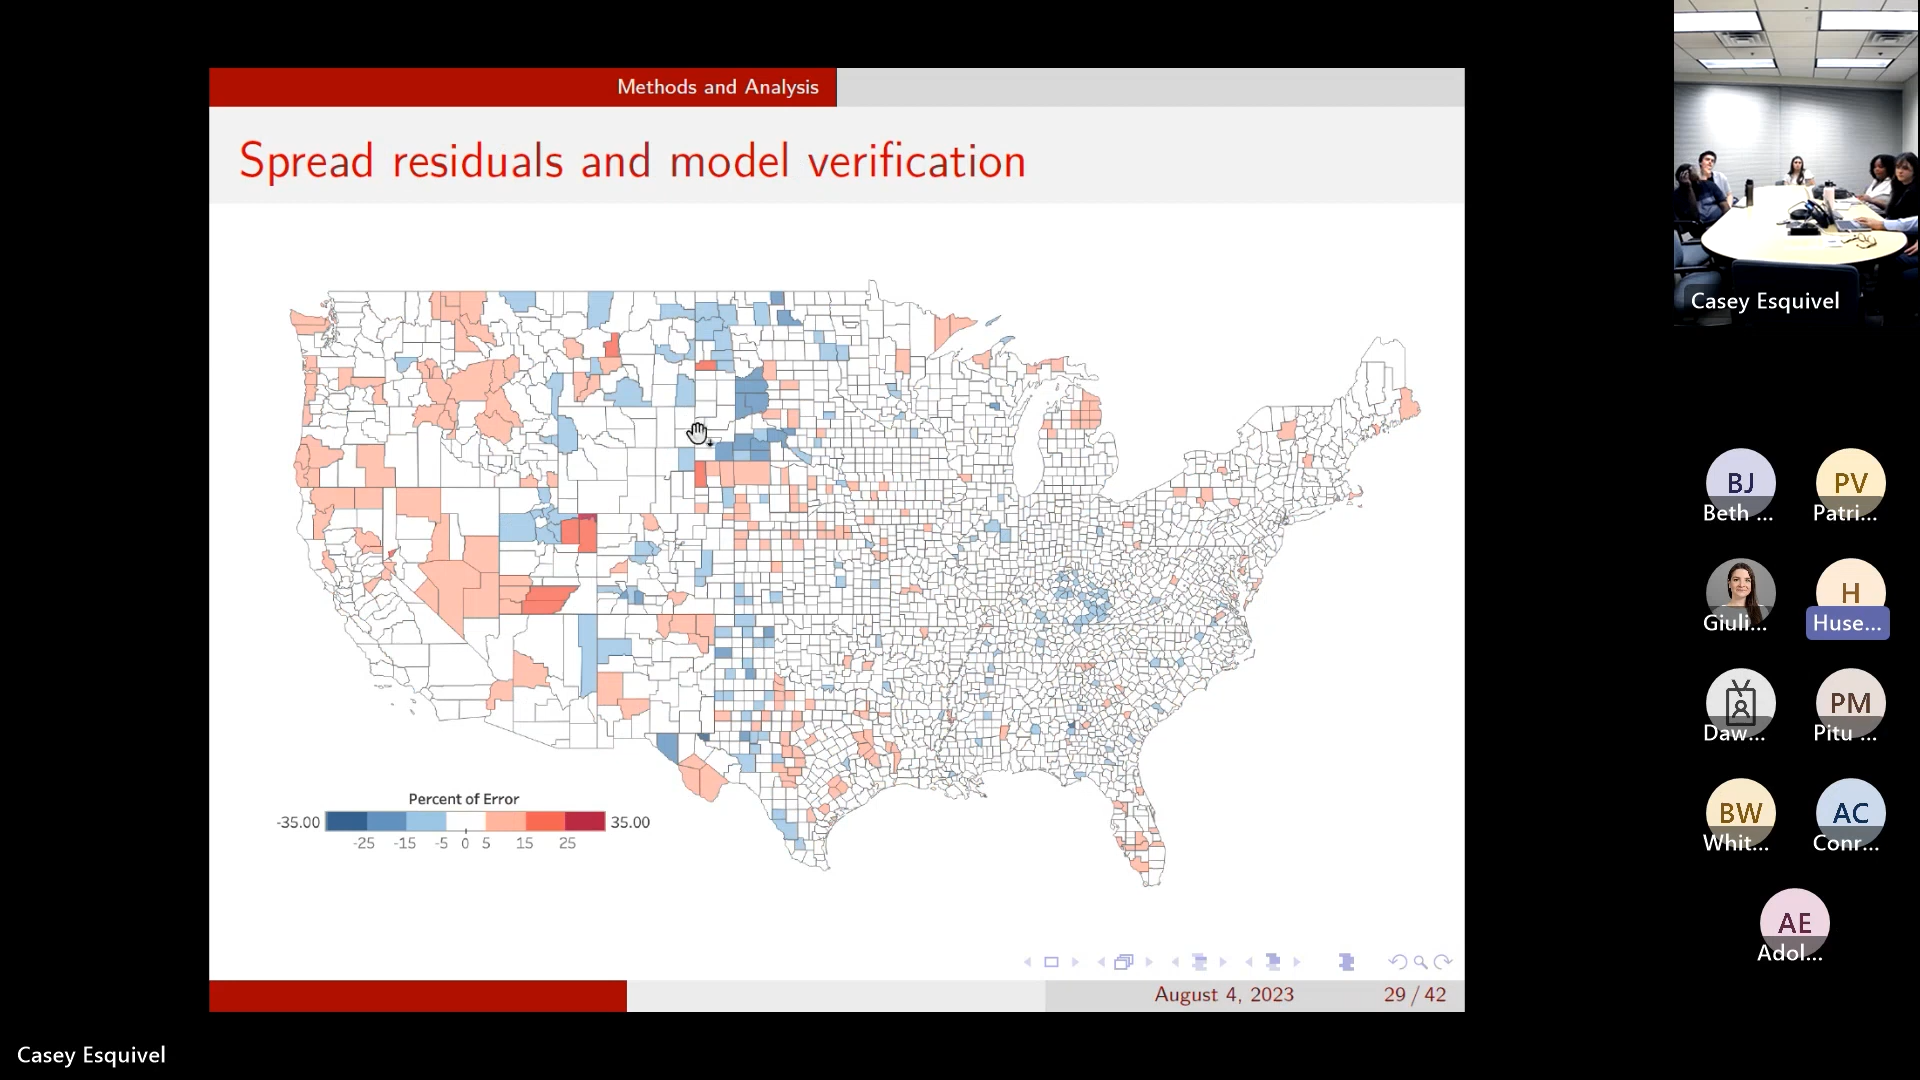 Methods and Analysis
Spread residuals and model verification
Percent of Error
-35.00 35.00
-25 -15 -5 0 5 15 25
August 4, 2023 29 / 42
Casey Esquivel
Casey Esquivel
BJ PV
Beth ... Patri...
H
Giuli... Huse...
PM
Daw... Pitu ...
BW AC
Whit... Conr...
AE
Adol...